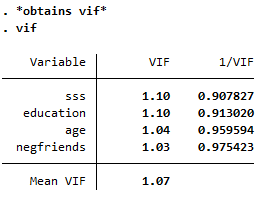 . *obtains vif*
. vif
Variable VIF 1/VIF
sss 1.10 0.907827
education 1.10 0.913020
age 1.04 0.959594
negfriends 1.03 0.975423
Mean VIF 1.07